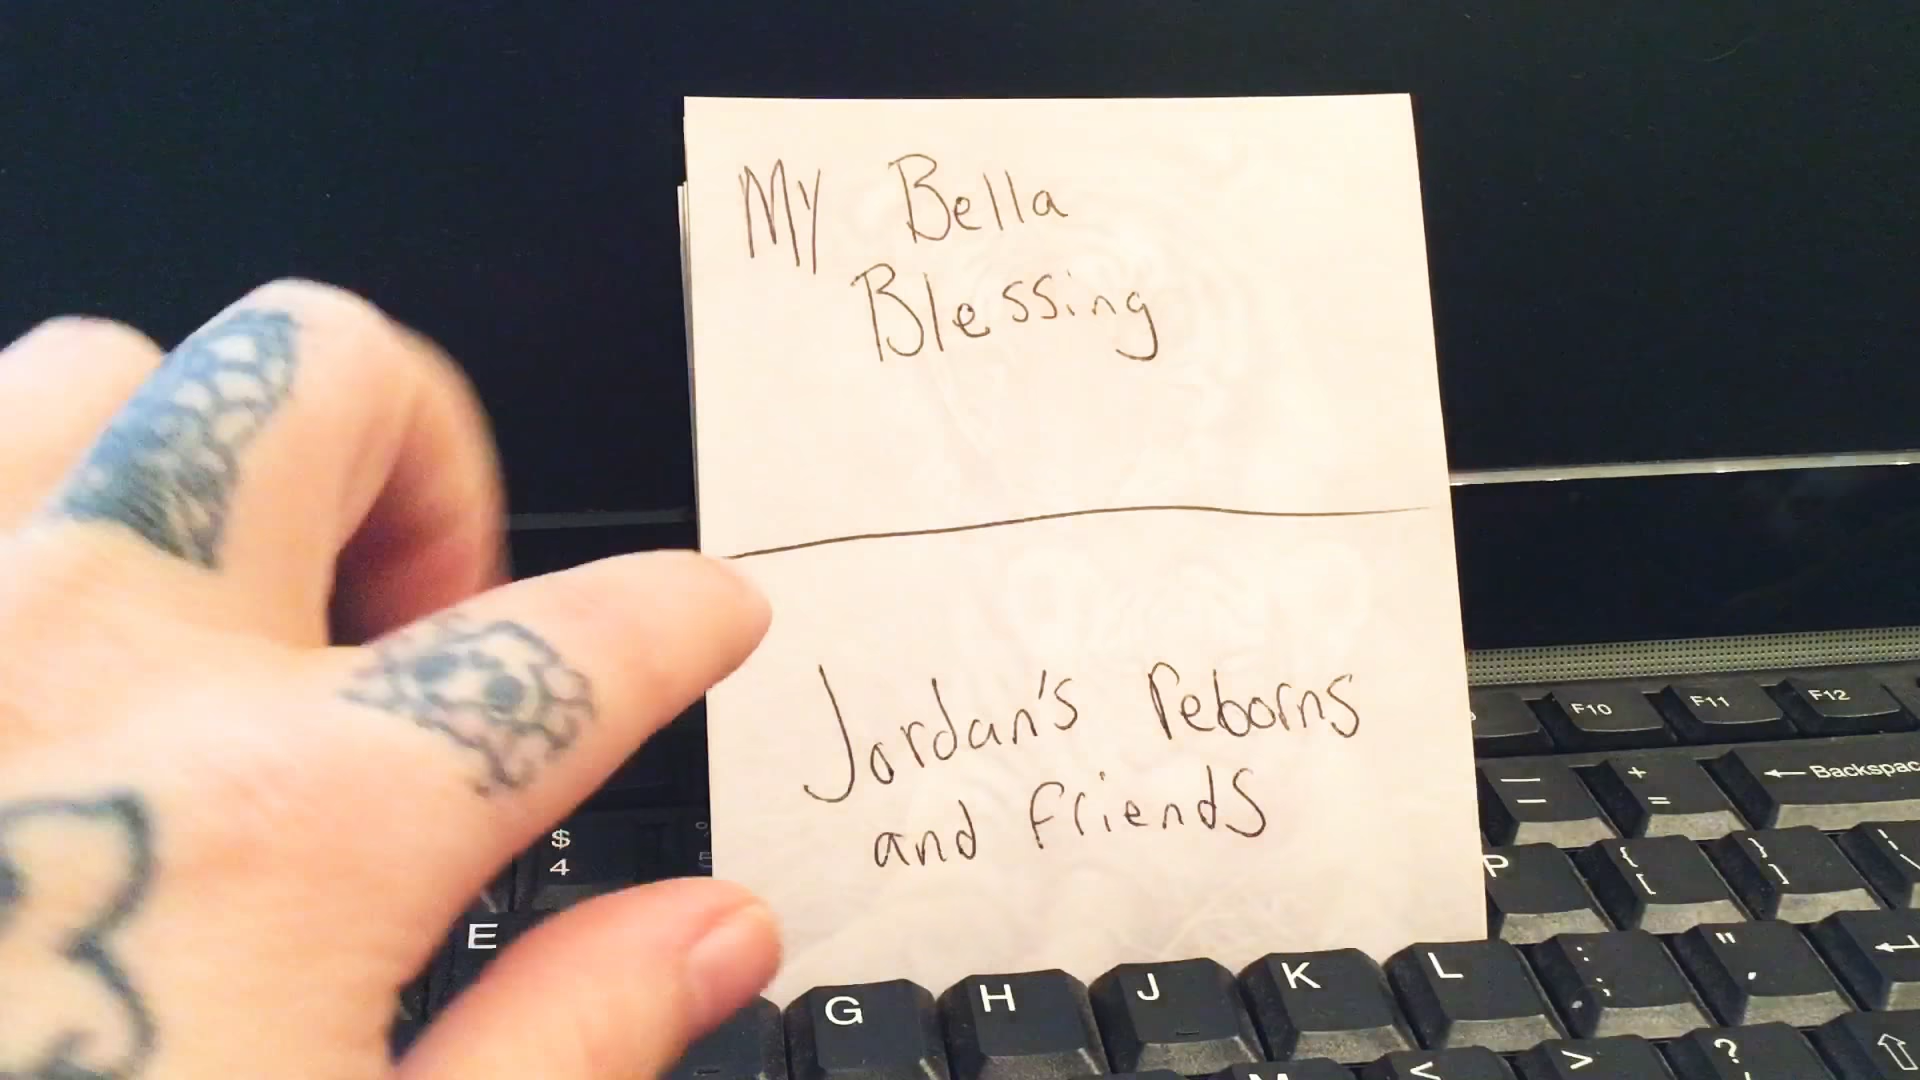 My Bella
Blessing
Jordan's reborns
and friends
F10 F11 F12
— + = ← Backspac
$ 4
P { [ } ]
E
G H J K L : ; " '
< > ?